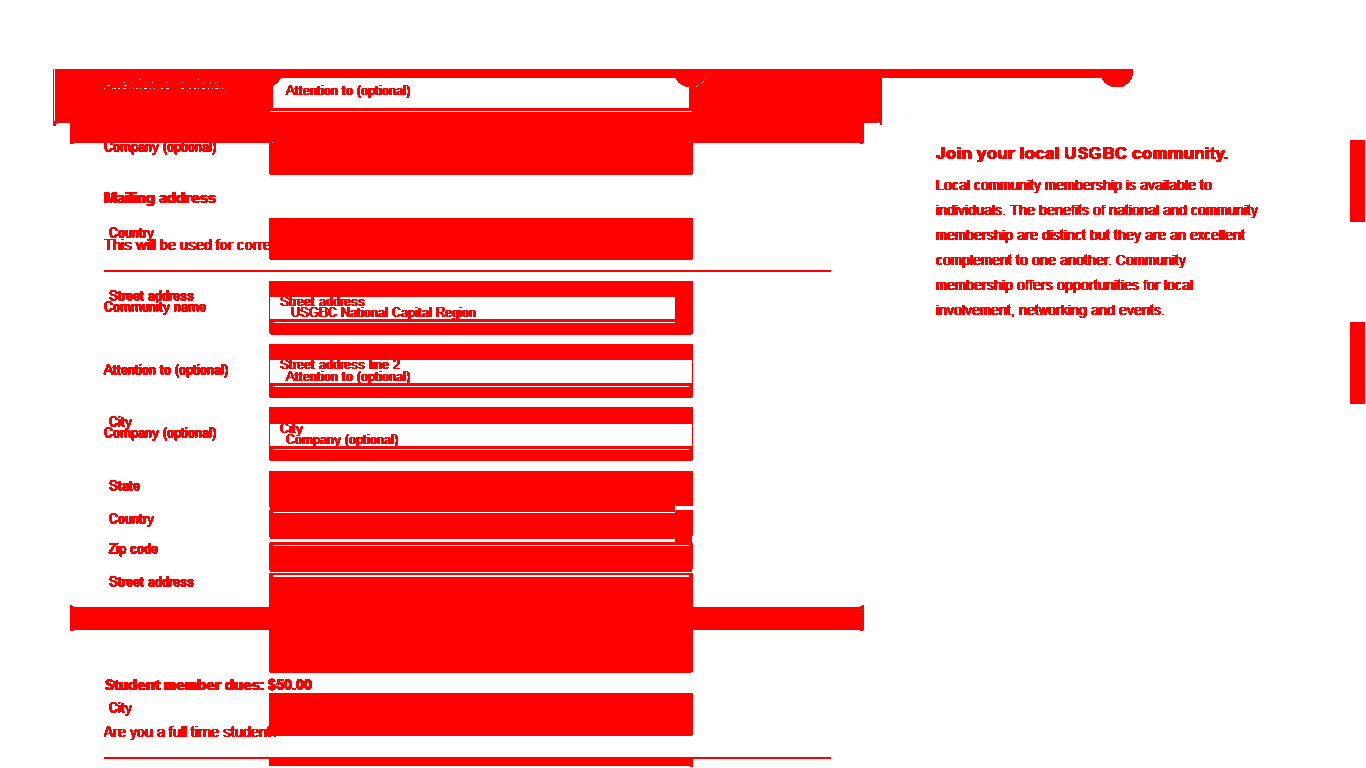 Attention to (optional)
Company (optional)
Join your local USGBC community.
Local community membership is available to
individuals. The benefits of national and community
membership are distinct but they are an excellent
complement to one another. Community
membership offers opportunities for local
involvement, networking and events.
Mailing address
Country
This will be used for
Street address
Community name
Street address
USGBC National Capital Region
Attention to (optional)
Street address line 2
Attention to (optional)
City
Company (optional)
City
Company (optional)
State
Country
Zip code
Street address
Student member dues: $50.00
City
Are you a full time student